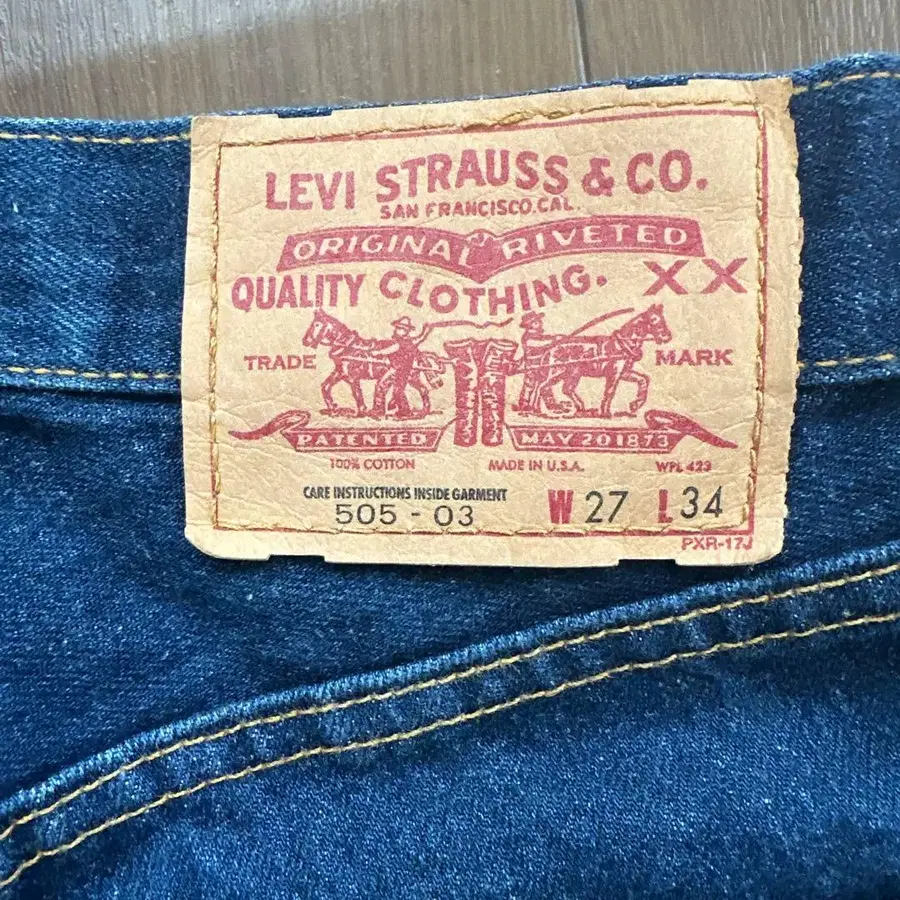 LEVI STRAUSS & CO.
SAN FRANCISCO, CAL.
ORIGINAL RIVETED
QUALITY CLOTHING. XX
TRADE MARK
PATENTED MAY 20 1873
100% COTTON MADE IN U.S.A. WPL 423
CARE INSTRUCTIONS INSIDE GARMENT
505 - 03 W 27 L 34
PXR-17J